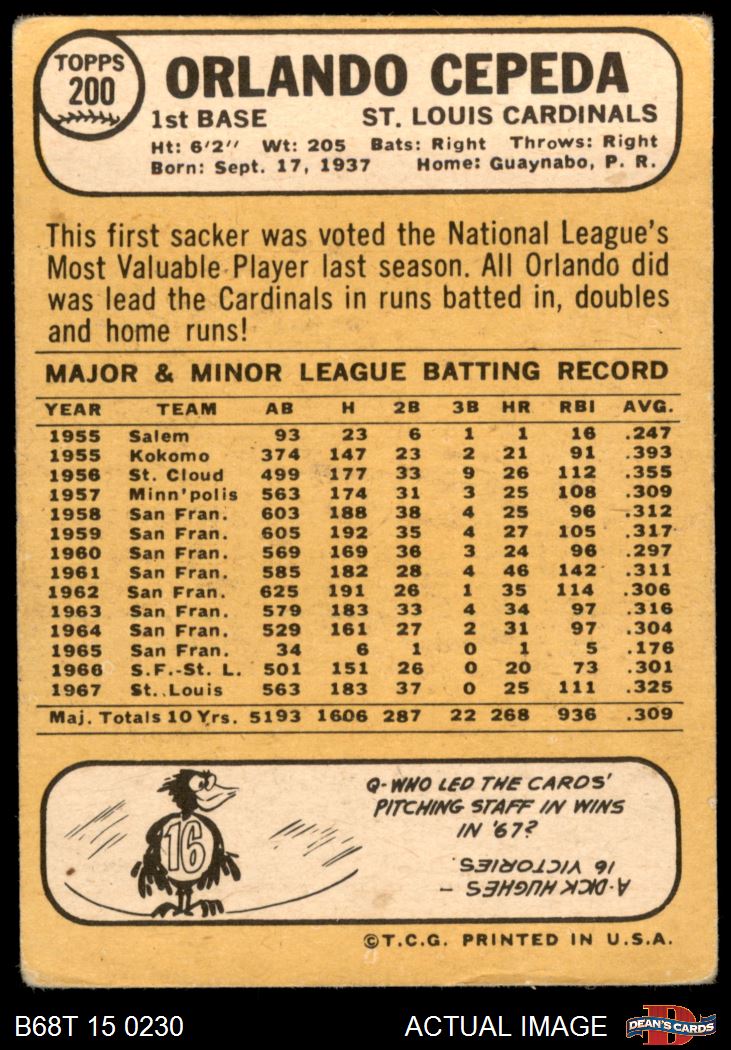 TOPPS
200
ORLANDO CEPEDA
1st BASE ST. LOUIS CARDINALS
Ht: 6'2" Wt: 205 Bats: Right Throws: Right
Born: Sept. 17, 1937 Home: Guaynabo, P. R.
This first sacker was voted the National League's
Most Valuable Player last season. All Orlando did
was lead the Cardinals in runs batted in, doubles
and home runs!
MAJOR & MINOR LEAGUE BATTING RECORD
YEAR TEAM AB H 2B 3B HR RBI AVG.
1955 Salem 93 23 6 1 1 16 .247
1955 Kokomo 374 147 23 2 21 91 .393
1956 St. Cloud 499 177 33 9 26 112 .355
1957 Minn'polis 563 174 31 3 25 108 .309
1958 San Fran. 603 188 38 4 25 96 .312
1959 San Fran. 605 192 35 4 27 105 .317
1960 San Fran. 569 169 36 3 24 96 .297
1961 San Fran. 585 182 28 4 46 142 .311
1962 San Fran. 625 191 26 1 35 114 .306
1963 San Fran. 579 183 33 4 34 97 .316
1964 San Fran. 529 161 27 2 31 97 .304
1965 San Fran. 34 6 1 0 1 5 .176
1966 S.F.-St. L. 501 151 26 0 20 73 .301
1967 St. Louis 563 183 37 0 25 111 .325
Maj. Totals 10 Yrs. 5193 1606 287 22 268 936 .309
16
Q-WHO LED THE CARDS'
PITCHING STAFF IN WINS
IN '67?
A-DICK HUGHES -
16 VICTORIES.
©T.C.G. PRINTED IN U.S.A.
B68T 15 0230 ACTUAL IMAGE
D
DEAN'S CARDS